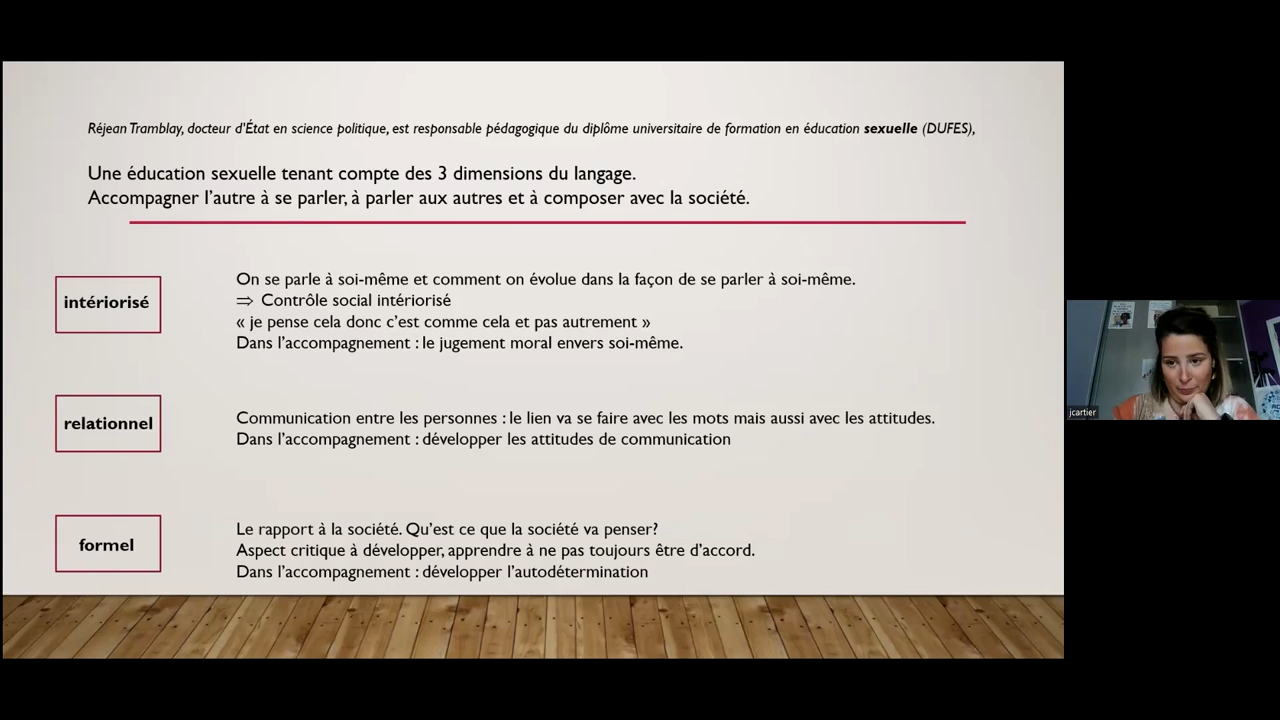 Réjean Tramblay, docteur d'État en science politique, est responsable pédagogique du diplôme universitaire de formation en éducation sexuelle (DUFES),
Une éducation sexuelle tenant compte des 3 dimensions du langage.
Accompagner l'autre à se parler, à parler aux autres et à composer avec la société.
intériorisé
On se parle à soi-même et comment on évolue dans la façon de se parler à soi-même.
⇒ Contrôle social intériorisé
« je pense cela donc c'est comme cela et pas autrement »
Dans l'accompagnement : le jugement moral envers soi-même.
relationnel
Communication entre les personnes : le lien va se faire avec les mots mais aussi avec les attitudes.
Dans l'accompagnement : développer les attitudes de communication
formel
Le rapport à la société. Qu'est ce que la société va penser?
Aspect critique à développer, apprendre à ne pas toujours être d'accord.
Dans l'accompagnement : développer l'autodétermination
jcartier